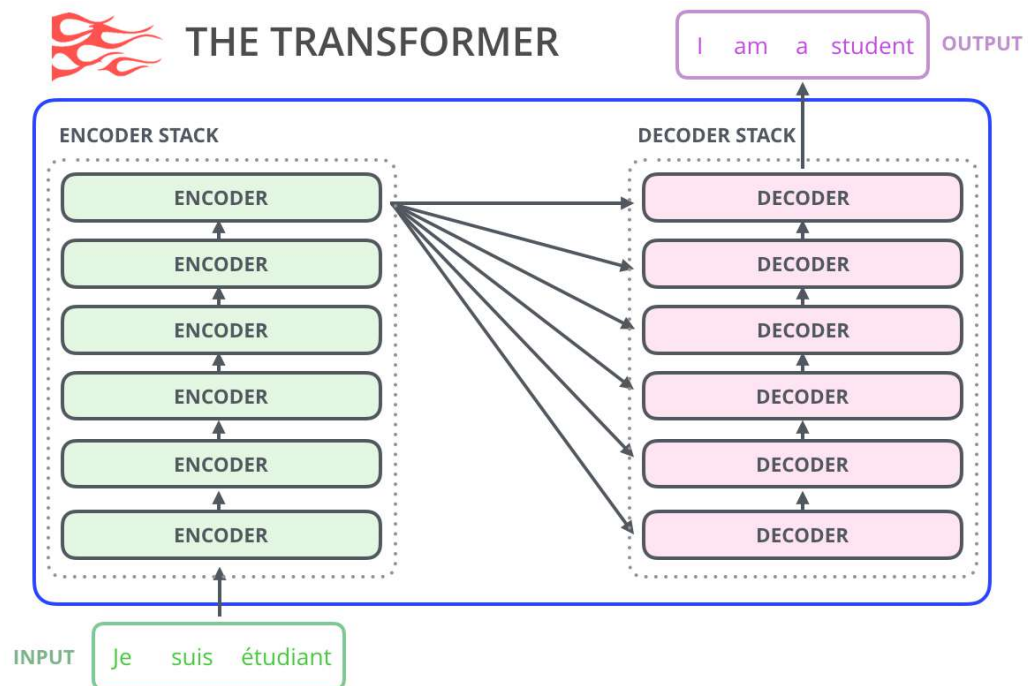 THE TRANSFORMER
I am a student
OUTPUT
ENCODER STACK
DECODER STACK
ENCODER
ENCODER
ENCODER
ENCODER
ENCODER
ENCODER
DECODER
DECODER
DECODER
DECODER
DECODER
DECODER
INPUT
Je suis étudiant